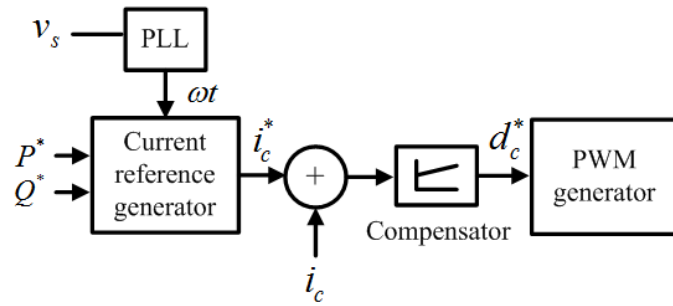 v_s
PLL
ωt
P*
Q*
Current
reference
generator
i_c^*
+
i_c
Compensator
d_c^*
PWM
generator